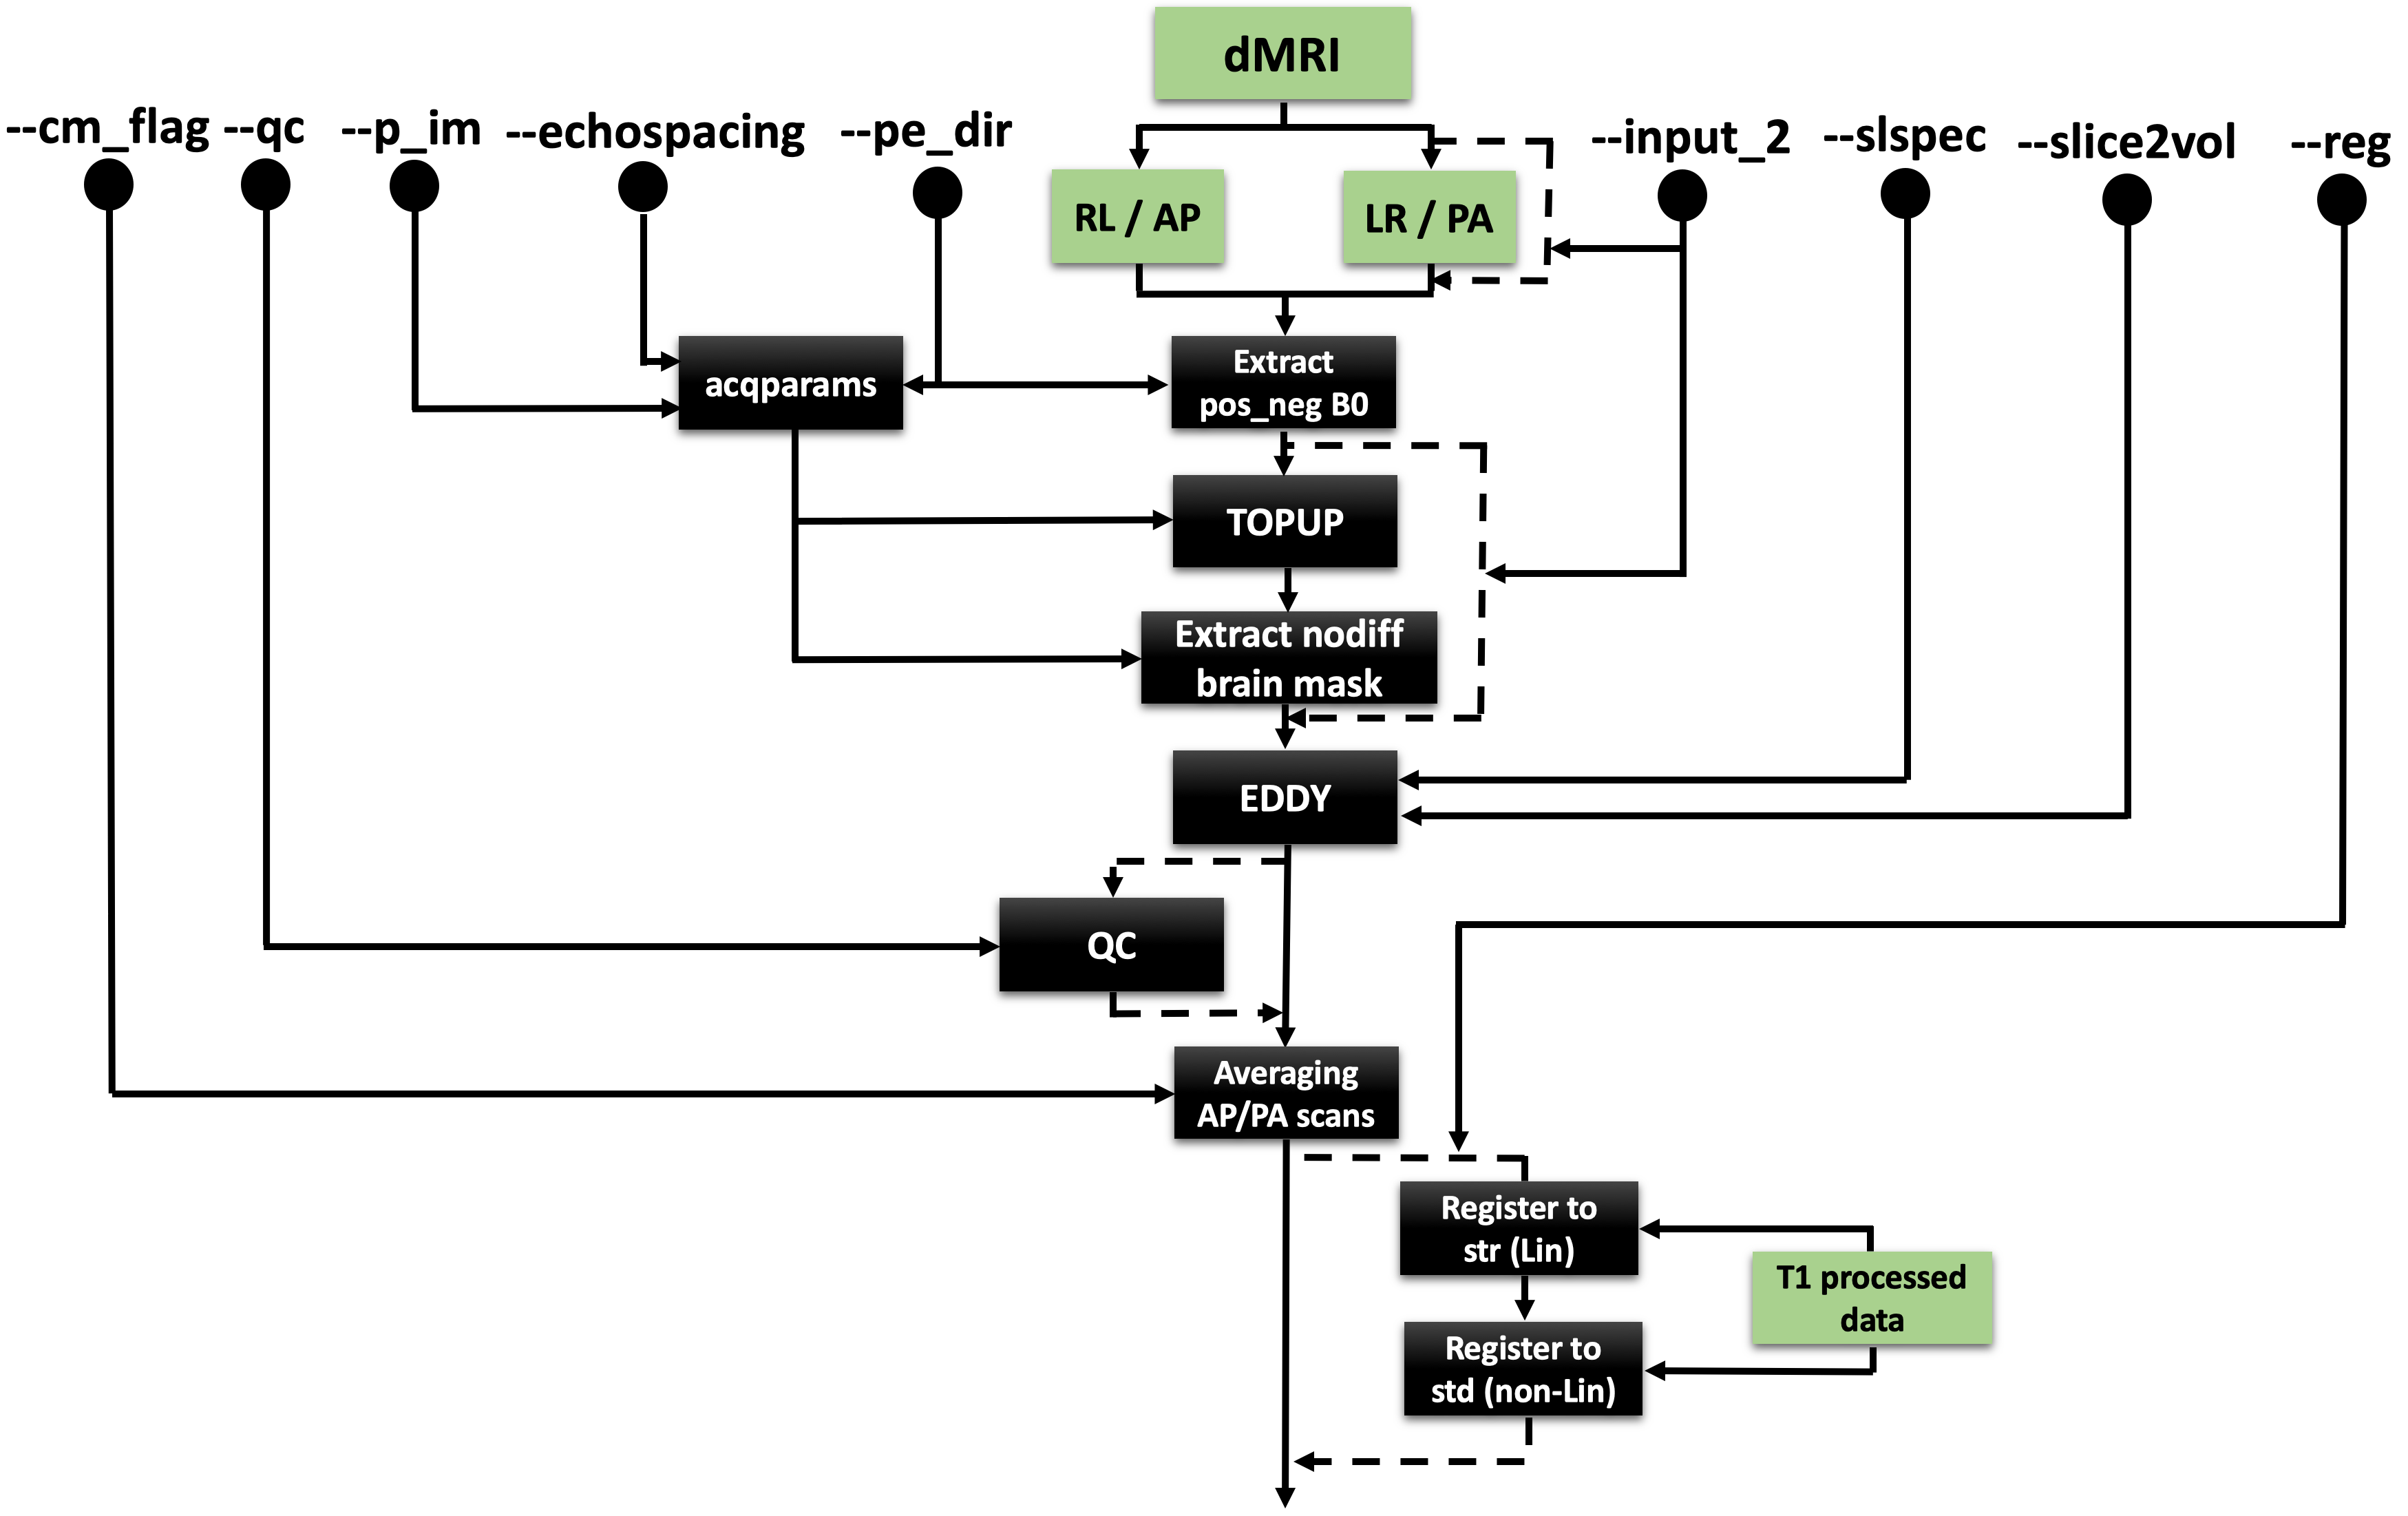 dMRI
--cm_flag
--qc
--p_im
--echospacing
--pe_dir
--input_2
--slspec
--slice2vol
--reg
RL / AP
LR / PA
acqparams
Extract
pos_neg B0
TOPUP
Extract nodiff
brain mask
EDDY
QC
Averaging
AP/PA scans
Register to
str (Lin)
T1 processed
data
Register to
std (non-Lin)